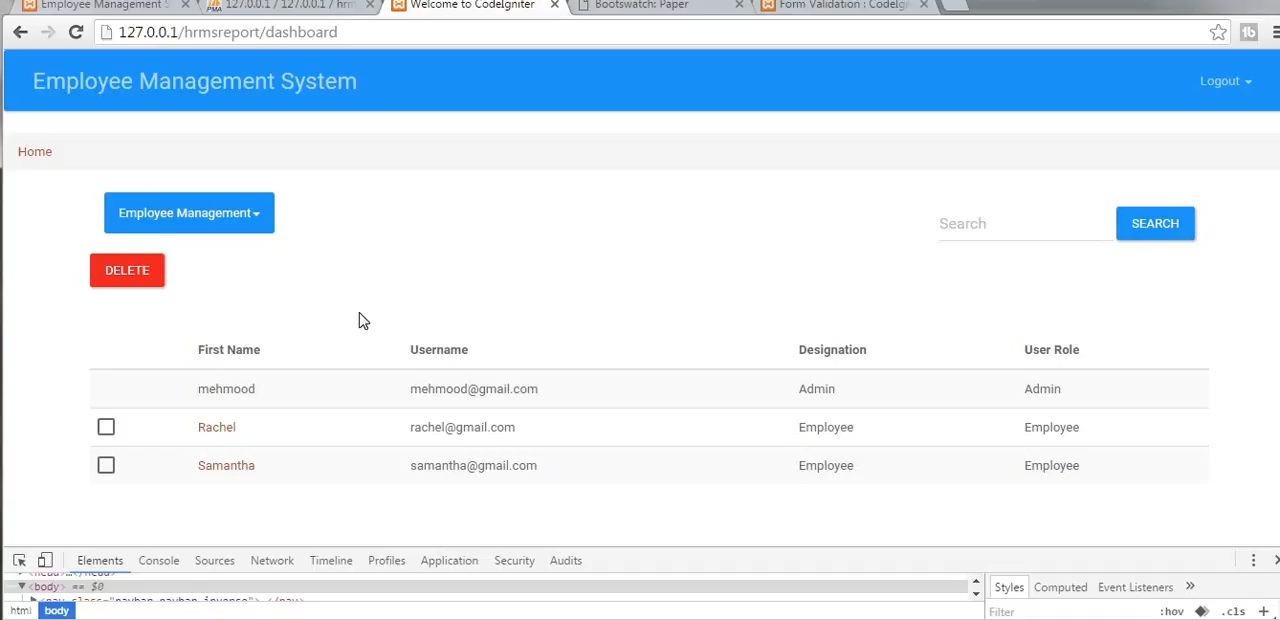 Employee Management S
127.0.0.1 / 127.0.0.1 / hrm
Welcome to CodeIgniter
Bootswatch: Paper
Form Validation : CodeIg
127.0.0.1/hrmsreport/dashboard
Employee Management System
Logout
Home
Employee Management
Search
SEARCH
DELETE
First Name Username Designation User Role
mehmood mehmood@gmail.com Admin Admin
Rachel rachel@gmail.com Employee Employee
Samantha samantha@gmail.com Employee Employee
Elements Console Sources Network Timeline Profiles Application Security Audits
<body> == $0
Styles Computed Event Listeners »
html body
Filter :hov .cls +